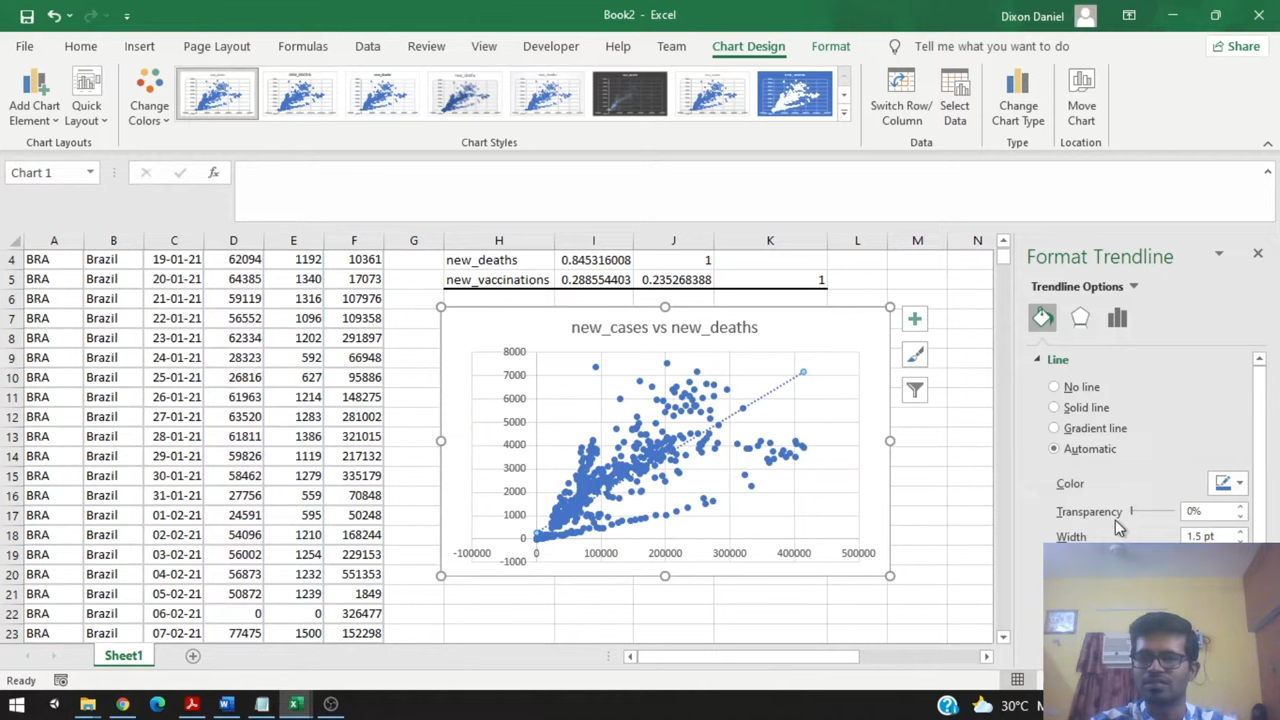 Book2 - Excel
Dixon Daniel
File Home Insert Page Layout Formulas Data Review View Developer Help Team Chart Design Format Tell me what you want to do Share
Add Chart Element Quick Layout Change Colors Switch Row/ Column Select Data Change Chart Type Move Chart
Chart Layouts Chart Styles Data Type Location
Chart 1 fx
A B C D E F G H I J K L M N
4 BRA Brazil 19-01-21 62094 1192 10361 new_deaths 0.845316008 1
5 BRA Brazil 20-01-21 64385 1340 17073 new_vaccinations 0.288554403 0.235268388 1
6 BRA Brazil 21-01-21 59119 1316 107976
7 BRA Brazil 22-01-21 56552 1096 109358
8 BRA Brazil 23-01-21 62334 1202 291897
9 BRA Brazil 24-01-21 28323 592 66948
10 BRA Brazil 25-01-21 26816 627 95886
11 BRA Brazil 26-01-21 61963 1214 148275
12 BRA Brazil 27-01-21 63520 1283 281002
13 BRA Brazil 28-01-21 61811 1386 321015
14 BRA Brazil 29-01-21 59826 1119 217132
15 BRA Brazil 30-01-21 58462 1279 335179
16 BRA Brazil 31-01-21 27756 559 70848
17 BRA Brazil 01-02-21 24591 595 50248
18 BRA Brazil 02-02-21 54096 1210 168244
19 BRA Brazil 03-02-21 56002 1254 229153
20 BRA Brazil 04-02-21 56873 1232 551353
21 BRA Brazil 05-02-21 50872 1239 1849
22 BRA Brazil 06-02-21 0 0 326477
23 BRA Brazil 07-02-21 77475 1500 152298
new_cases vs new_deaths
8000
7000
6000
5000
4000
3000
2000
1000
0
-1000
-100000 0 100000 200000 300000 400000 500000
Format Trendline
Trendline Options
Line
No line
Solid line
Gradient line
Automatic
Color
Transparency 0%
Width 1.5 pt
Sheet1
Ready
30°C